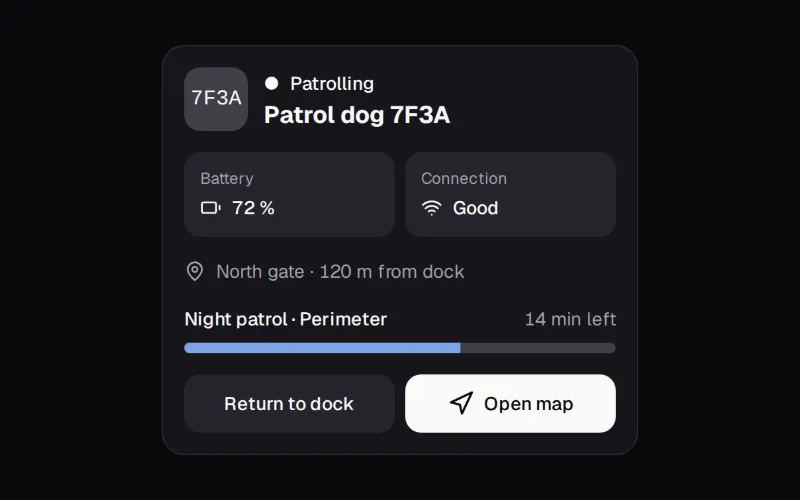 7F3A
Patrolling
Patrol dog 7F3A
Battery
72 %
Connection
Good
North gate · 120 m from dock
Night patrol · Perimeter
14 min left
Return to dock
Open map